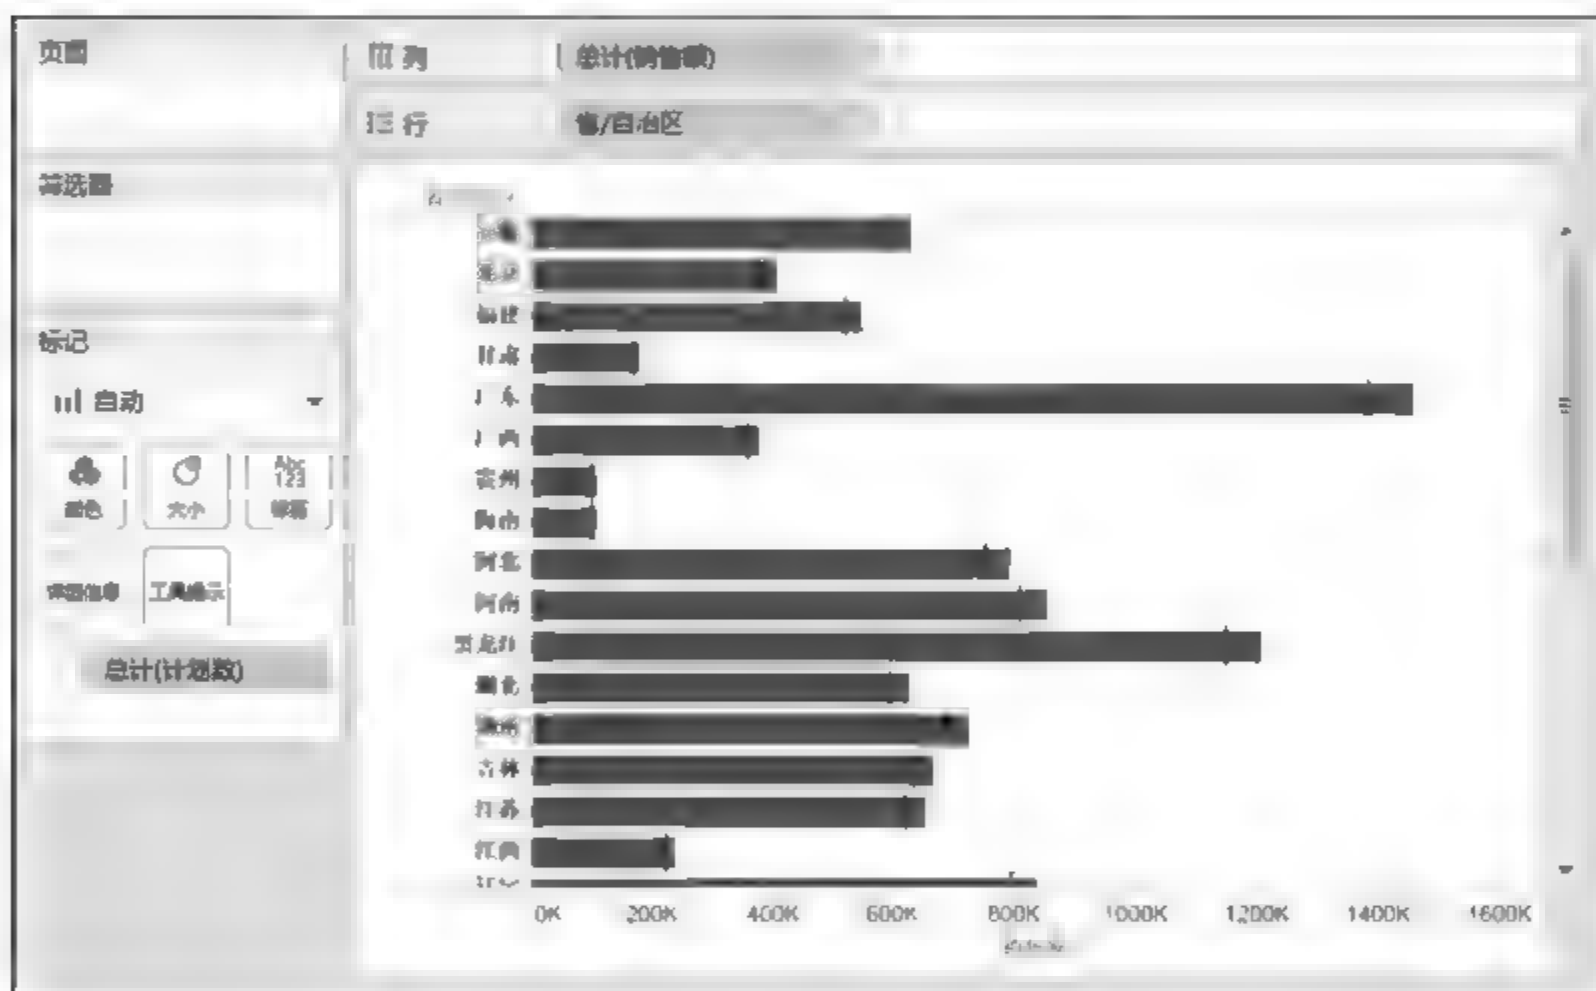 页面
列 总计(销售额)
行 省/自治区
筛选器
标记
自动
颜色 大小 标签
详细信息 工具提示
总计(计划数)
福建
甘肃
广东
广西
贵州
海南
河北
河南
黑龙江
湖北
吉林
江苏
江西
0K 200K 400K 600K 800K 1000K 1200K 1400K 1600K